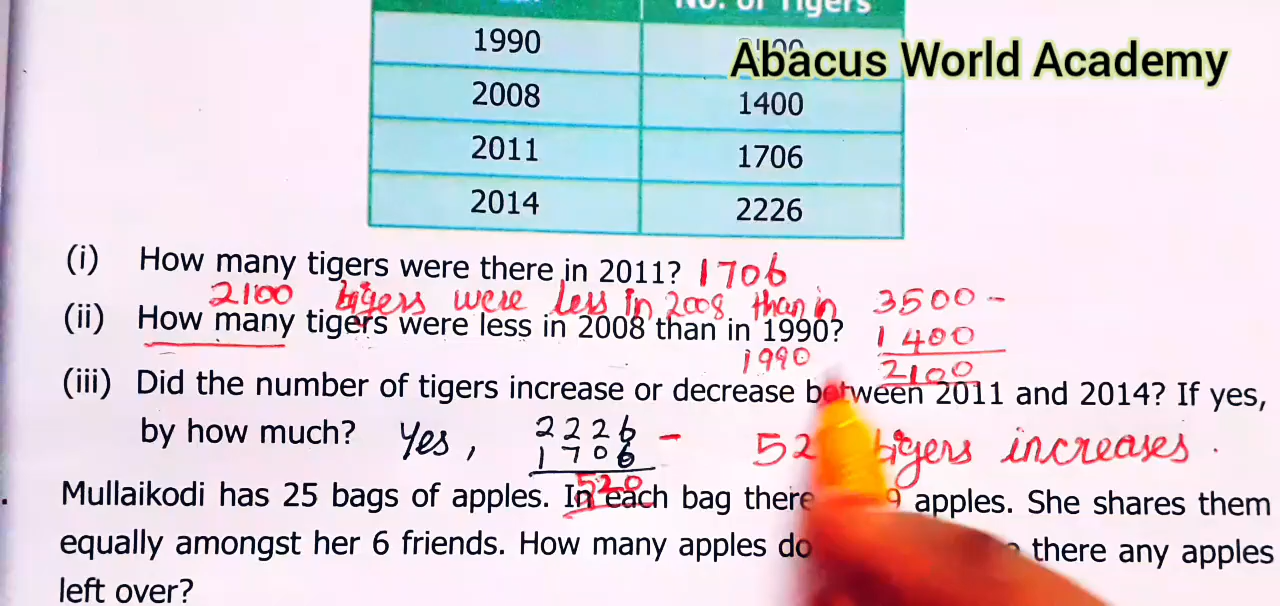 No. of Tigers
1990
Abacus World Academy
2008 1400
2011 1706
2014 2226
(i) How many tigers were there in 2011? 1706
2100 tigers were less in 2008 than in
1990
(ii) How many tigers were less in 2008 than in 1990?
3500 -
1400
2100
(iii) Did the number of tigers increase or decrease between 2011 and 2014? If yes,
by how much? Yes,
2226 -
1706
520
tigers increases.
Mullaikodi has 25 bags of apples. In each bag there 9 apples. She shares them
equally amongst her 6 friends. How many apples do there any apples
left over?